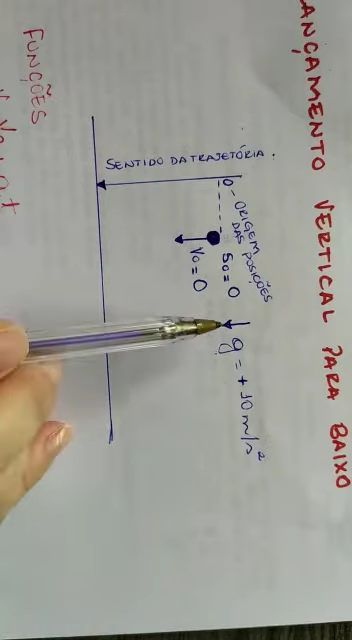 LANÇAMENTO VERTICAL PARA BAIXO
SENTIDO DA TRAJETÓRIA.
0 - ORIGEM
DAS POSIÇÕES
S0 = 0
V0 = 0
g = + 10 m/s²
FUNÇÕES